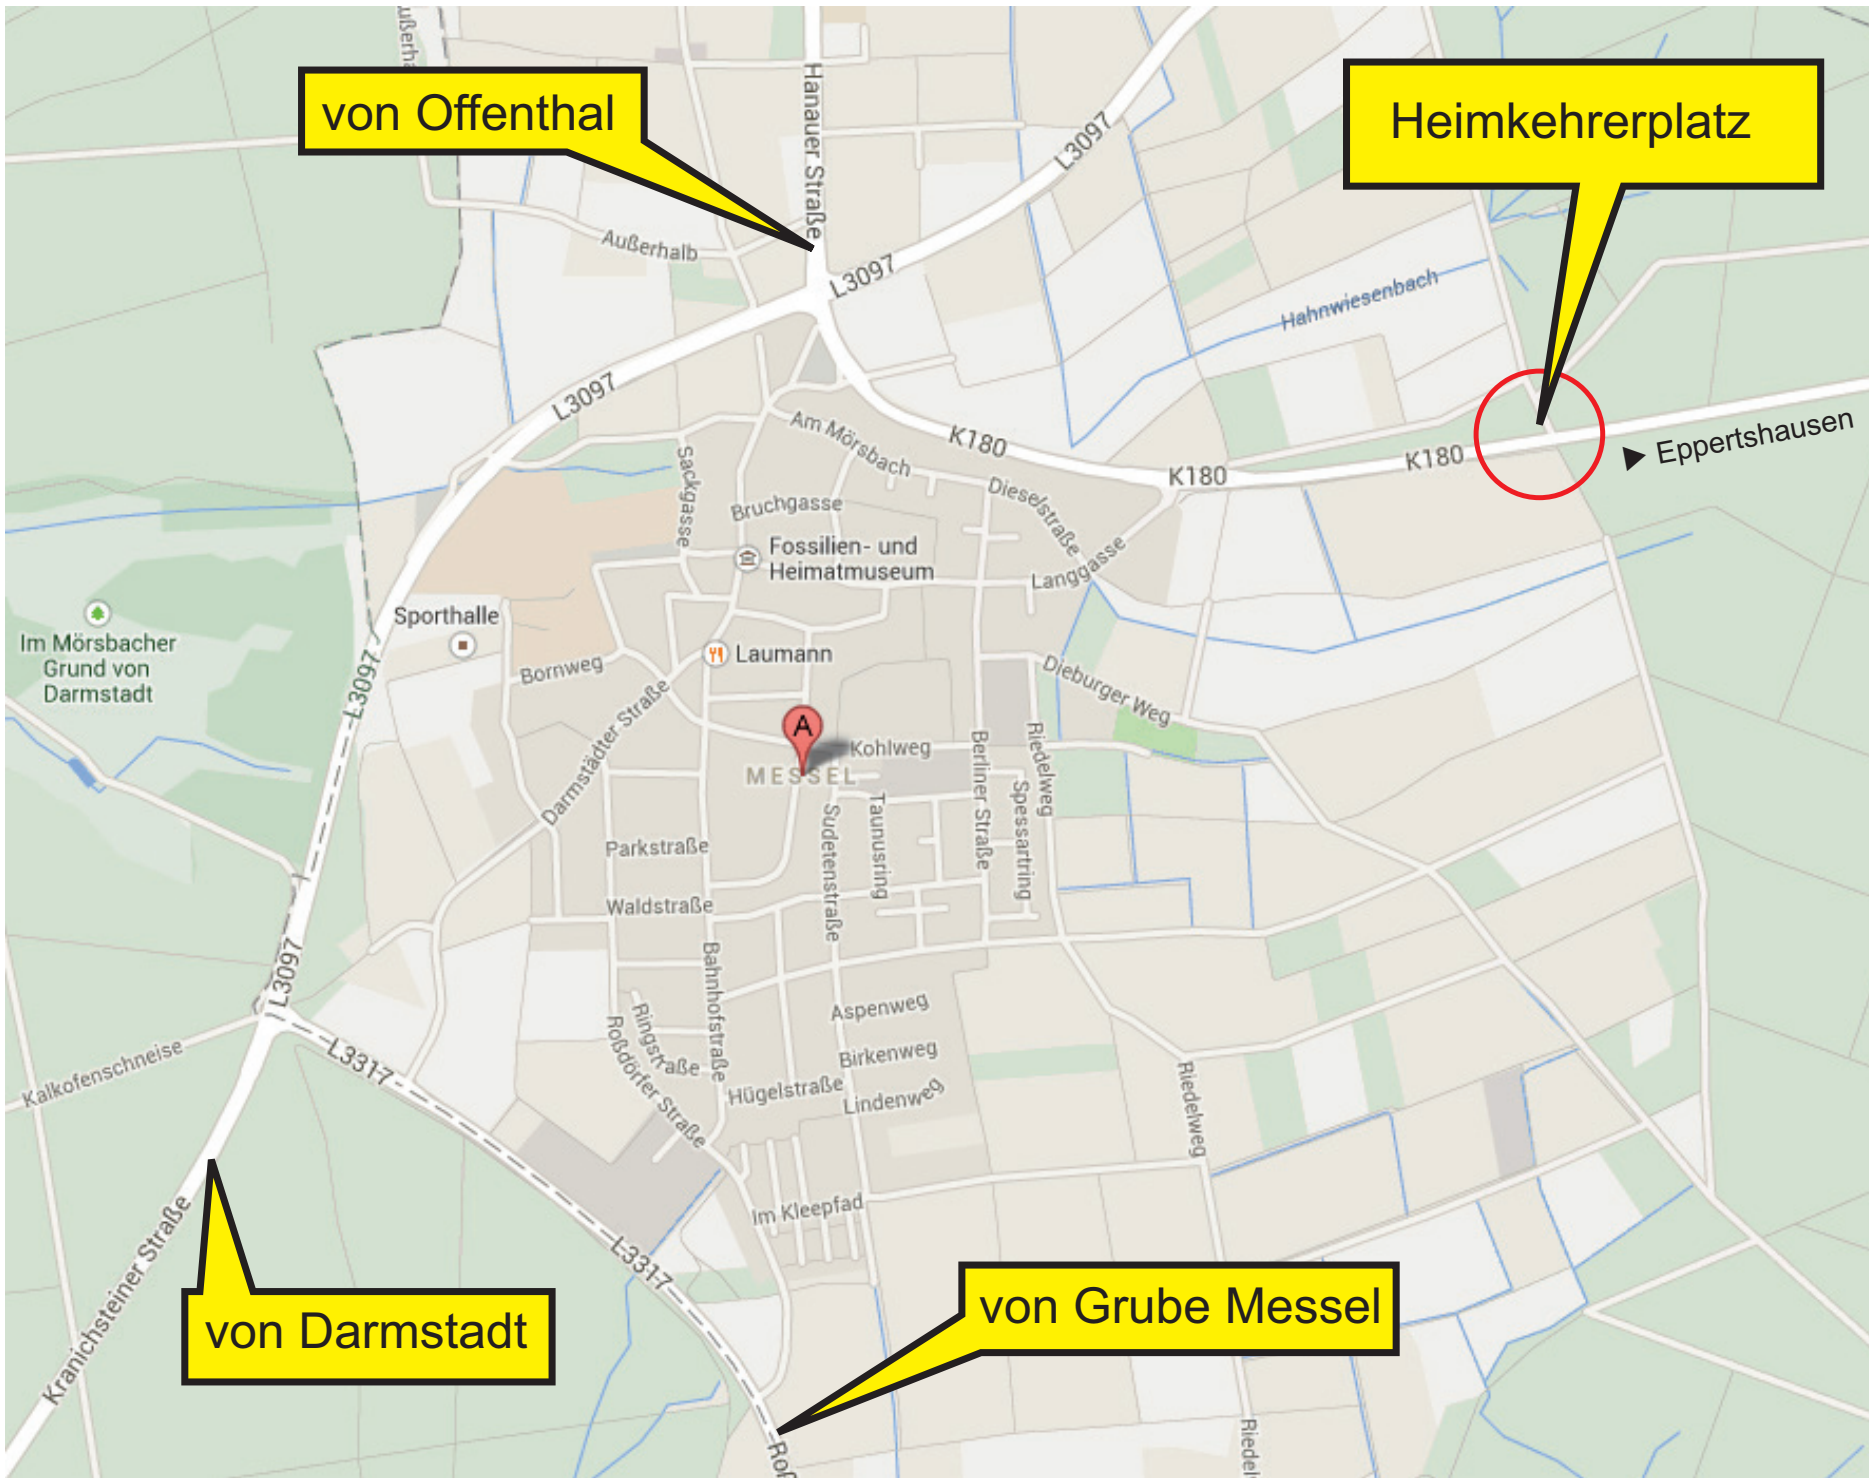 Hanauer Straße
von Offenthal
Heimkehrerplatz
L3097
Außerhalb
L3097
Hahnwiesenbach
L3097
Am Mörsbach
K180
K180
K180
Eppertshausen
Sackgasse
Bruchgasse
Dieselstraße
Fossilien- und
Heimatmuseum
Langgasse
Sporthalle
Im Mörsbacher
Grund von
Darmstadt
Bornweg
Laumann
L3097
Dieburger Weg
Darmstädter Straße
A
Kohlweg
MESSEL
Berliner Straße
Riedelweg
Sudetenstraße
Taunusring
Spessartring
Parkstraße
Waldstraße
L3097
Bahnhofstraße
Aspenweg
Ringstraße
Roßdörfer Straße
Birkenweg
L3317
Kalkofenschneise
Hügelstraße
Lindenweg
Riedelweg
Im Kleepfad
Kranichsteiner Straße
L3317
von Darmstadt
von Grube Messel